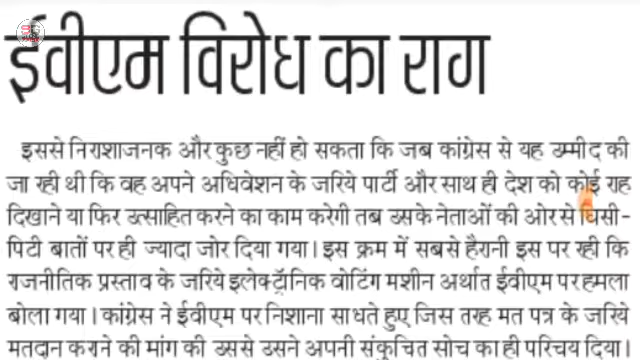 ईवीएम विरोध का राग
इससे निराशाजनक और कुछ नहीं हो सकता कि जब कांग्रेस से यह उम्मीद की
जा रही थी कि वह अपने अधिवेशन के जरिये पार्टी और साथ ही देश को कोई राह
दिखाने या फिर उत्साहित करने का काम करेगी तब उसके नेताओं की ओर से घिसी-
पिटी बातों पर ही ज्यादा जोर दिया गया। इस क्रम में सबसे हैरानी इस पर रही कि
राजनीतिक प्रस्ताव के जरिये इलेक्ट्रॉनिक वोटिंग मशीन अर्थात ईवीएम पर हमला
बोला गया। कांग्रेस ने ईवीएम पर निशाना साधते हुए जिस तरह मत पत्र के जरिये
मतदान कराने की मांग की उससे उसने अपनी संकुचित सोच का ही परिचय दिया।